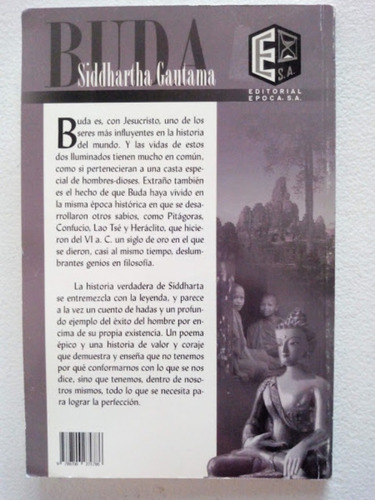 BUDA
Siddhartha Gautama
E
S.A.
EDITORIAL
EPOCA, S.A.
Buda es, con Jesucristo, uno de los
seres más influyentes en la historia
del mundo. Y las vidas de estos
dos Iluminados tienen mucho en común,
como si pertenecieran a una casta espe-
cial de hombres-dioses. Extraño también
es el hecho de que Buda haya vivido en
la misma época histórica en que se desa-
rrollaron otros sabios, como Pitágoras,
Confucio, Lao Tsé y Heráclito, que hicie-
ron del VI a. C. un siglo de oro en el que
se dieron, casi al mismo tiempo, deslum-
brantes genios en filosofía.
La historia verdadera de Siddharta
se entremezcla con la leyenda, y parece
a la vez un cuento de hadas y un profun-
do ejemplo del éxito del hombre por en-
cima de su propia existencia. Un poema
épico y una historia de valor y coraje
que demuestra y enseña que no tenemos
por qué conformarnos con lo que se nos
dice, sino que tenemos, dentro de noso-
tros mismos, todo lo que se necesita pa-
ra lograr la perfección.